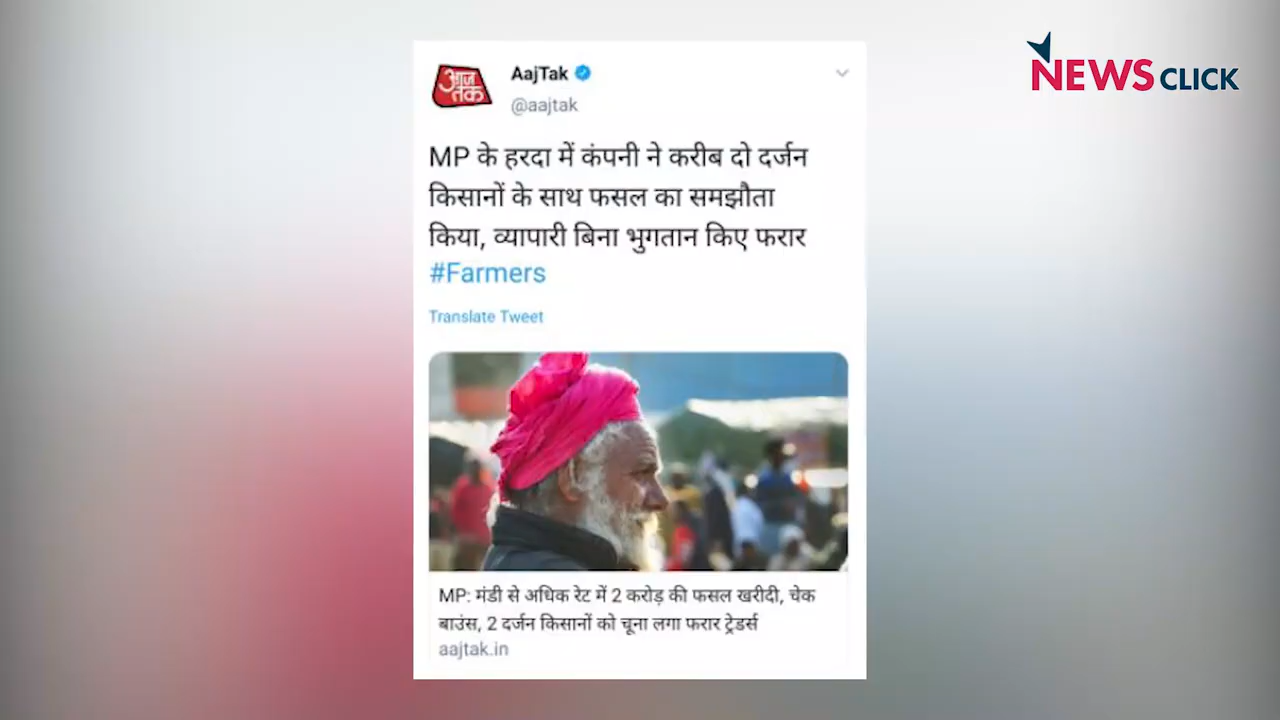 NEWS CLICK
आज तक
AajTak
@aajtak
MP के हरदा में कंपनी ने करीब दो दर्जन
किसानों के साथ फसल का समझौता
किया, व्यापारी बिना भुगतान किए फरार
#Farmers
Translate Tweet
MP: मंडी से अधिक रेट में 2 करोड़ की फसल खरीदी, चेक
बाउंस, 2 दर्जन किसानों को चूना लगा फरार ट्रेडर्स
aajtak.in